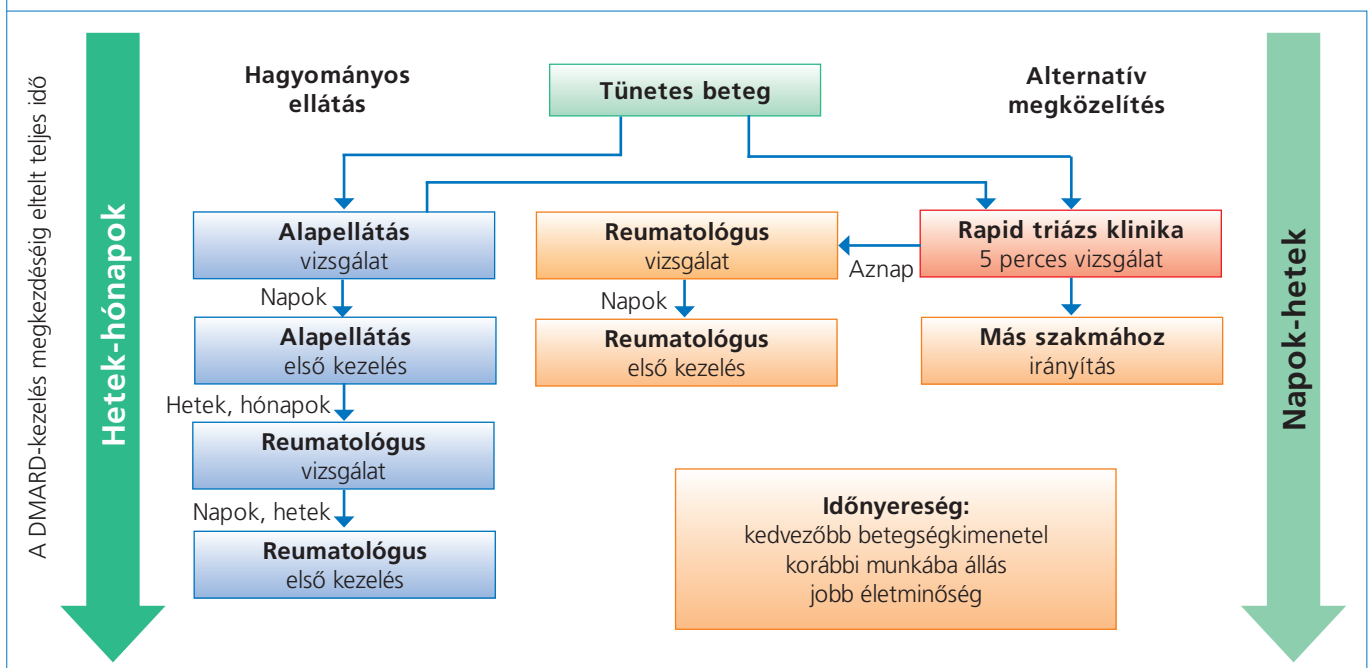 A DMARD-kezelés megkezdéséig eltelt teljes idő
Hetek-hónapok
Hagyományos
ellátás
Tünetes beteg
Alternatív
megközelítés
Alapellátás
vizsgálat
Napok
Alapellátás
első kezelés
Hetek, hónapok
Reumatológus
vizsgálat
Napok, hetek
Reumatológus
első kezelés
Reumatológus
vizsgálat
Napok
Reumatológus
első kezelés
Aznap
Rapid triázs klinika
5 perces vizsgálat
Más szakmához
irányítás
Időnyereség:
kedvezőbb betegségkimenetel
korábbi munkába állás
jobb életminőség
Napok-hetek